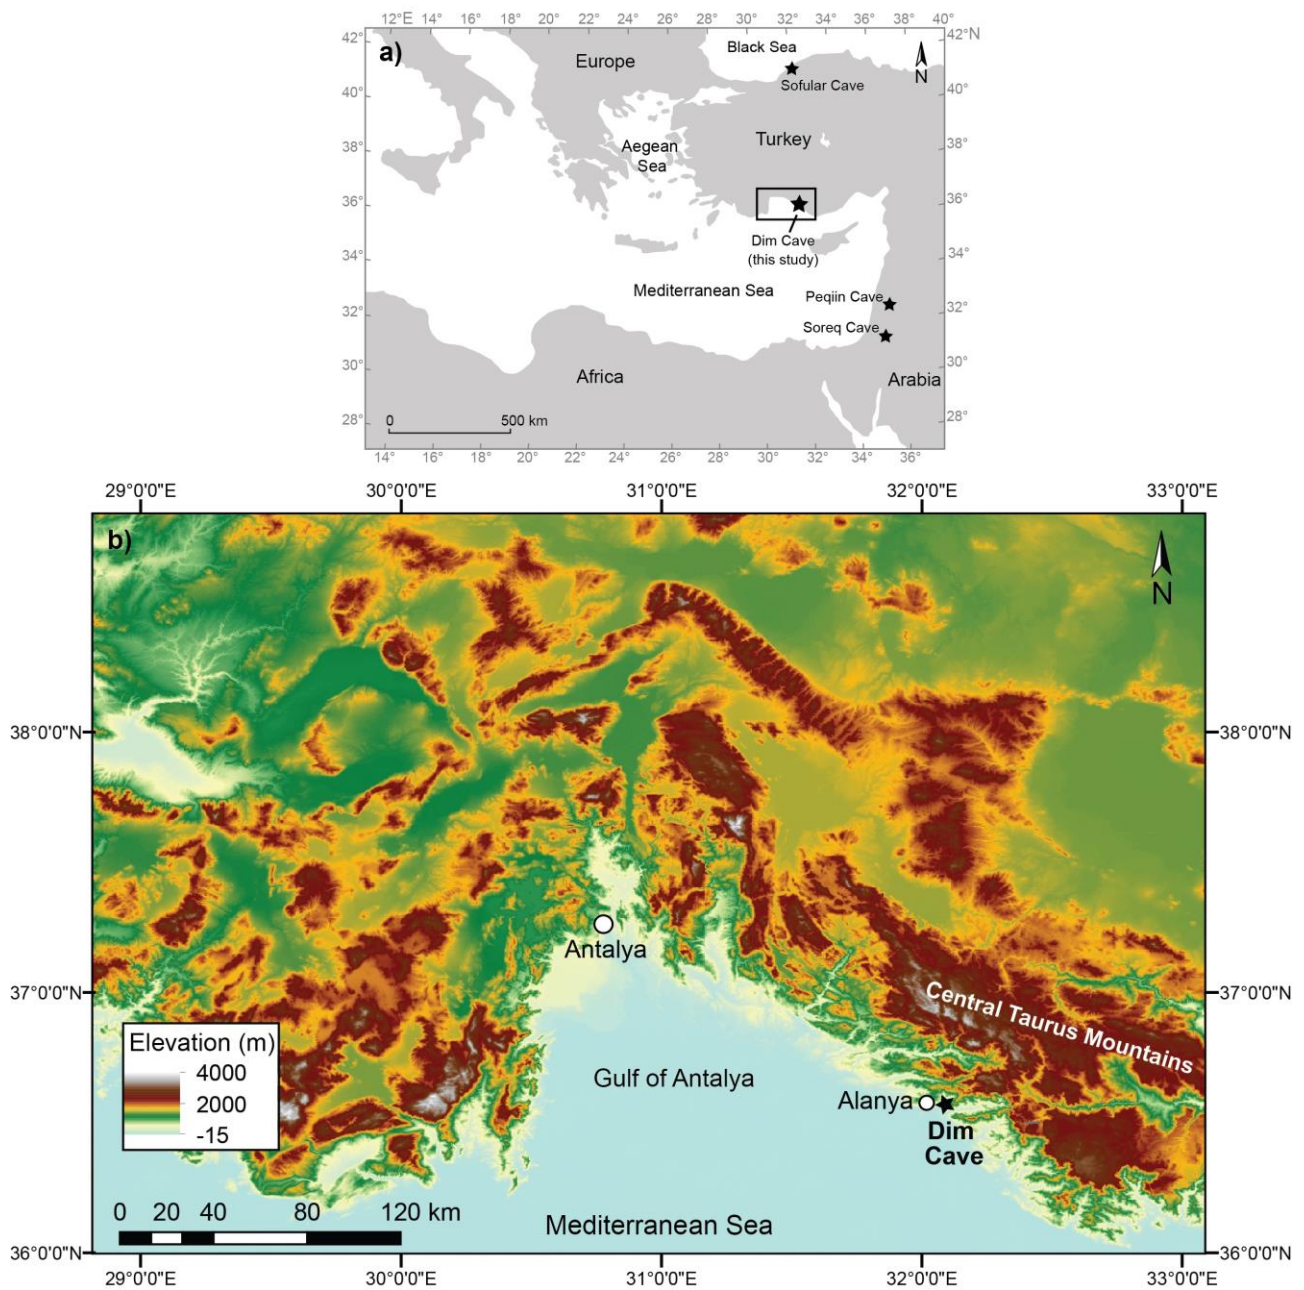 12°E 14° 16° 18° 20° 22° 24° 26° 28° 30° 32° 34° 36° 38° 40°
42°
a)
Black Sea
42°N
Europe
N
Sofular Cave
40°
40°
Turkey
Aegean
Sea
38°
38°
36°
36°
Dim Cave
(this study)
34°
34°
Mediterranean Sea
Peqiin Cave
32°
32°
Soreq Cave
30°
30°
Africa
Arabia
0 500 km
28°
28°
14° 16° 18° 20° 22° 24° 26° 28° 30° 32° 34° 36°
29°0'0"E 30°0'0"E 31°0'0"E 32°0'0"E 33°0'0"E
b)
N
38°0'0"N
38°0'0"N
Antalya
37°0'0"N
37°0'0"N
Central Taurus Mountains
Elevation (m)
4000
2000
-15
Gulf of Antalya
Alanya
Dim
Cave
0 20 40 80 120 km
Mediterranean Sea
36°0'0"N
36°0'0"N
29°0'0"E 30°0'0"E 31°0'0"E 32°0'0"E 33°0'0"E